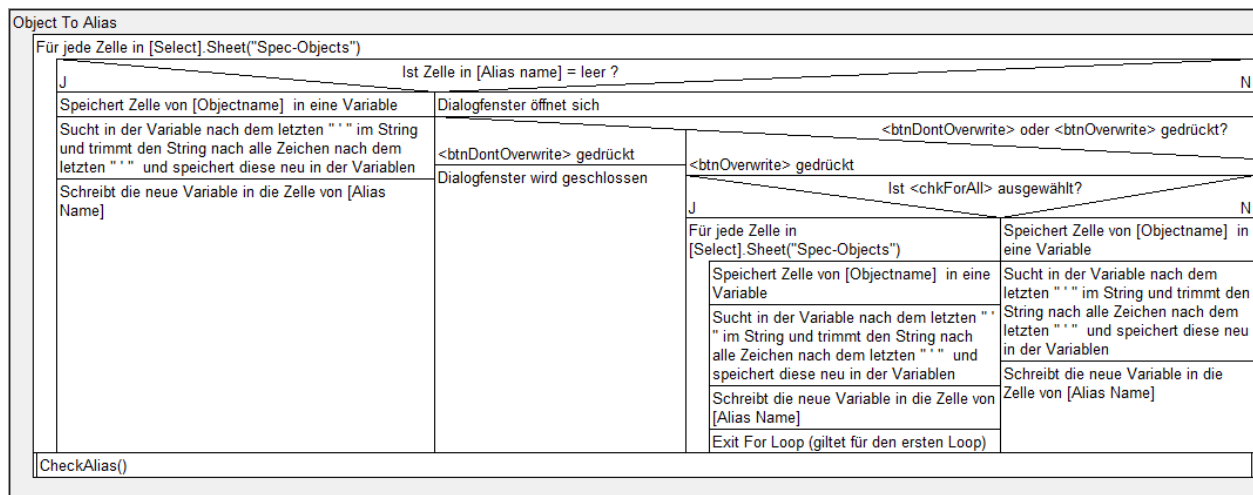 Object To Alias
Für jede Zelle in [Select].Sheet("Spec-Objects")
Ist Zelle in [Alias name] = leer ?
J
N
Speichert Zelle von [Objectname]  in eine Variable
Sucht in der Variable nach dem letzten " ' " im String
und trimmt den String nach alle Zeichen nach dem
letzten " ' "  und speichert diese neu in der Variablen
Schreibt die neue Variable in die Zelle von [Alias
Name]
Dialogfenster öffnet sich
<btnDontOverwrite> oder <btnOverwrite> gedrückt?
<btnDontOverwrite> gedrückt
Dialogfenster wird geschlossen
<btnOverwrite> gedrückt
Ist <chkForAll> ausgewählt?
J
N
Für jede Zelle in
[Select].Sheet("Spec-Objects")
Speichert Zelle von [Objectname]  in eine
Variable
Sucht in der Variable nach dem letzten " '
" im String und trimmt den String nach
alle Zeichen nach dem letzten " ' "  und
speichert diese neu in der Variablen
Schreibt die neue Variable in die Zelle von
[Alias Name]
Exit For Loop (giltet für den ersten Loop)
Speichert Zelle von [Objectname]  in
eine Variable
Sucht in der Variable nach dem
letzten " ' " im String und trimmt den
String nach alle Zeichen nach dem
letzten " ' "  und speichert diese neu
in der Variablen
Schreibt die neue Variable in die
Zelle von [Alias Name]
CheckAlias()